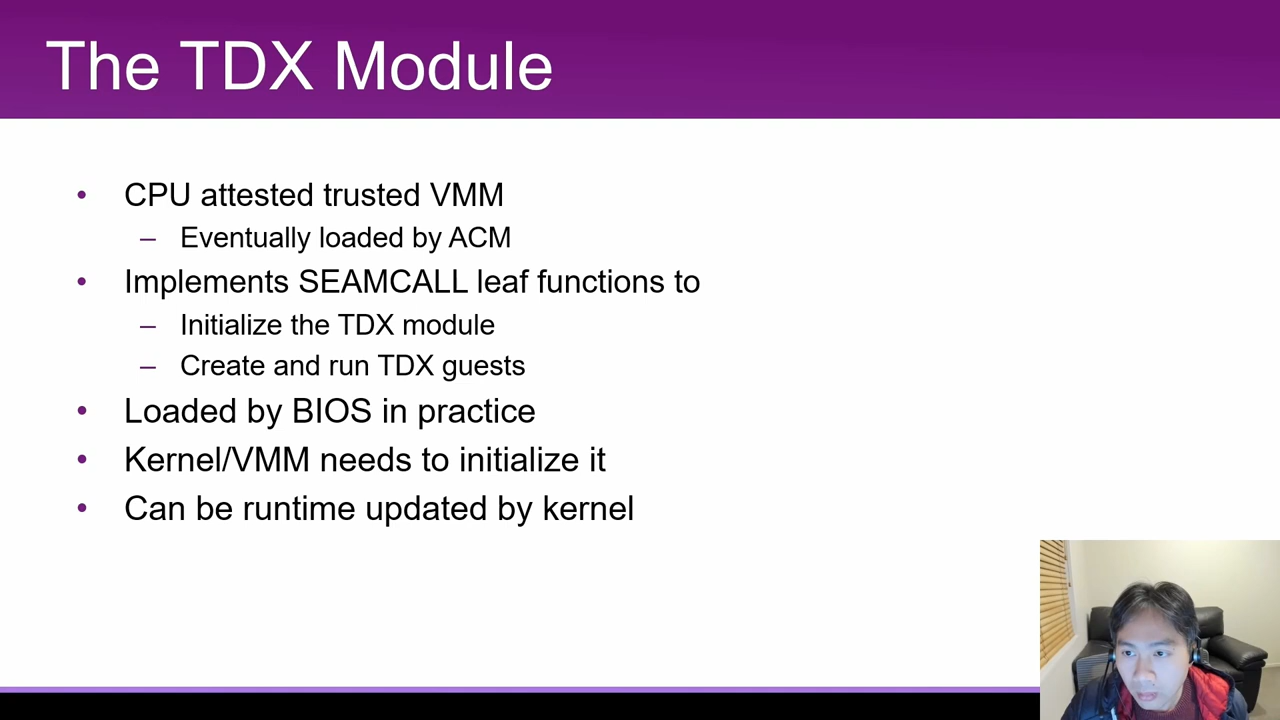 The TDX Module
• CPU attested trusted VMM
– Eventually loaded by ACM
• Implements SEAMCALL leaf functions to
– Initialize the TDX module
– Create and run TDX guests
• Loaded by BIOS in practice
• Kernel/VMM needs to initialize it
• Can be runtime updated by kernel